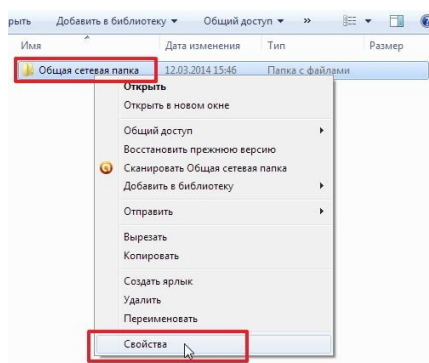 рыть Добавить в библиотеку Общий доступ »
Имя Дата изменения Тип Размер
Общая сетевая папка 12.03.2014 15:46 Папка с файлами
Открыть
Открыть в новом окне
Общий доступ
Восстановить прежнюю версию
Сканировать Общая сетевая папка
Добавить в библиотеку
Отправить
Вырезать
Копировать
Создать ярлык
Удалить
Переименовать
Свойства